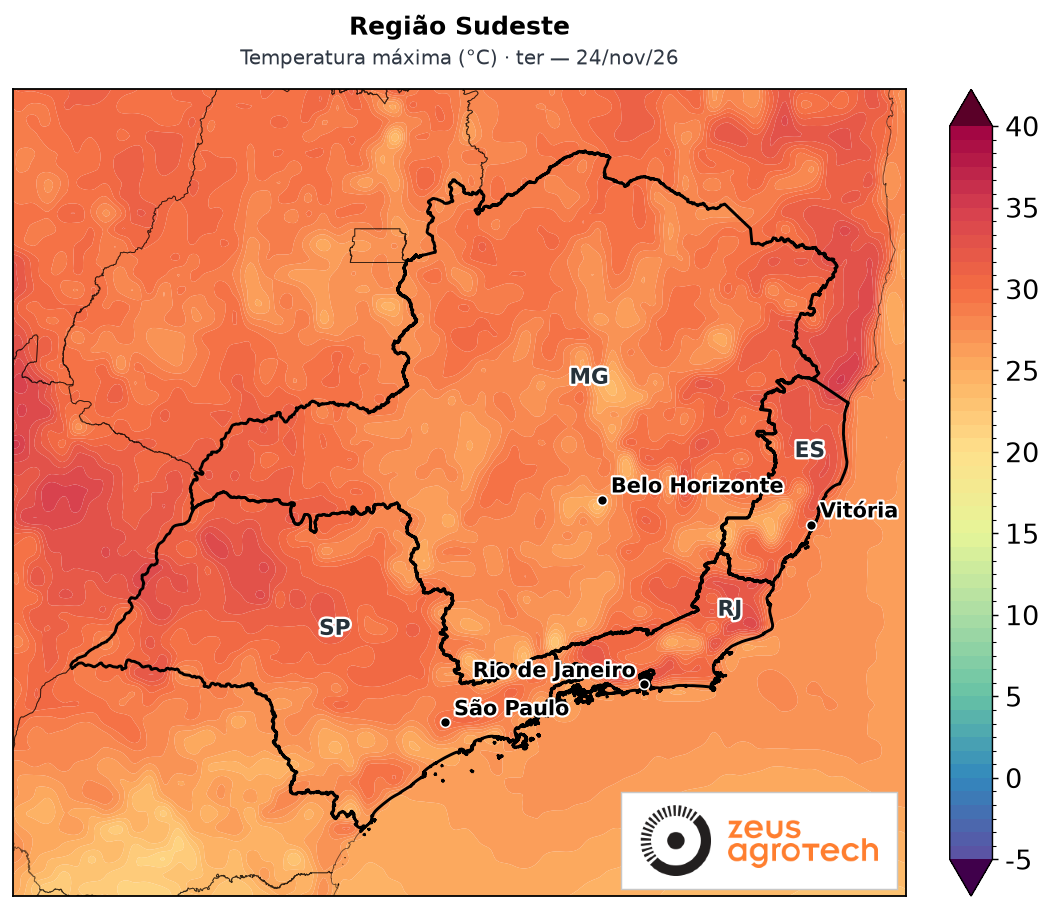 Região Sudeste
Temperatura máxima (°C) · ter — 24/nov/26
40
35
30
25
20
15
10
5
0
-5
MG
ES
Belo Horizonte
Vitória
RJ
SP
Rio de Janeiro
São Paulo
zeus
agrotech